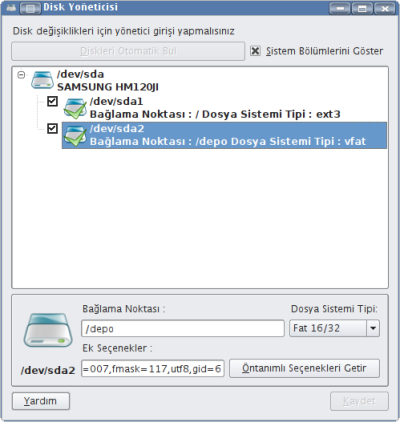 Disk Yöneticisi
Disk değişiklikleri için yönetici girişi yapmalısınız
Diskleri Otomatik Bul
Sistem Bölümlerini Göster
/dev/sda
SAMSUNG HM120JI
/dev/sda1
Bağlama Noktası : / Dosya Sistemi Tipi : ext3
/dev/sda2
Bağlama Noktası : /depo Dosya Sistemi Tipi : vfat
Bağlama Noktası : Dosya Sistemi Tipi:
/depo Fat 16/32
Ek Seçenekler :
/dev/sda2 =007,fmask=117,utf8,gid=6 Öntanımlı Seçenekleri Getir
Yardım Kaydet